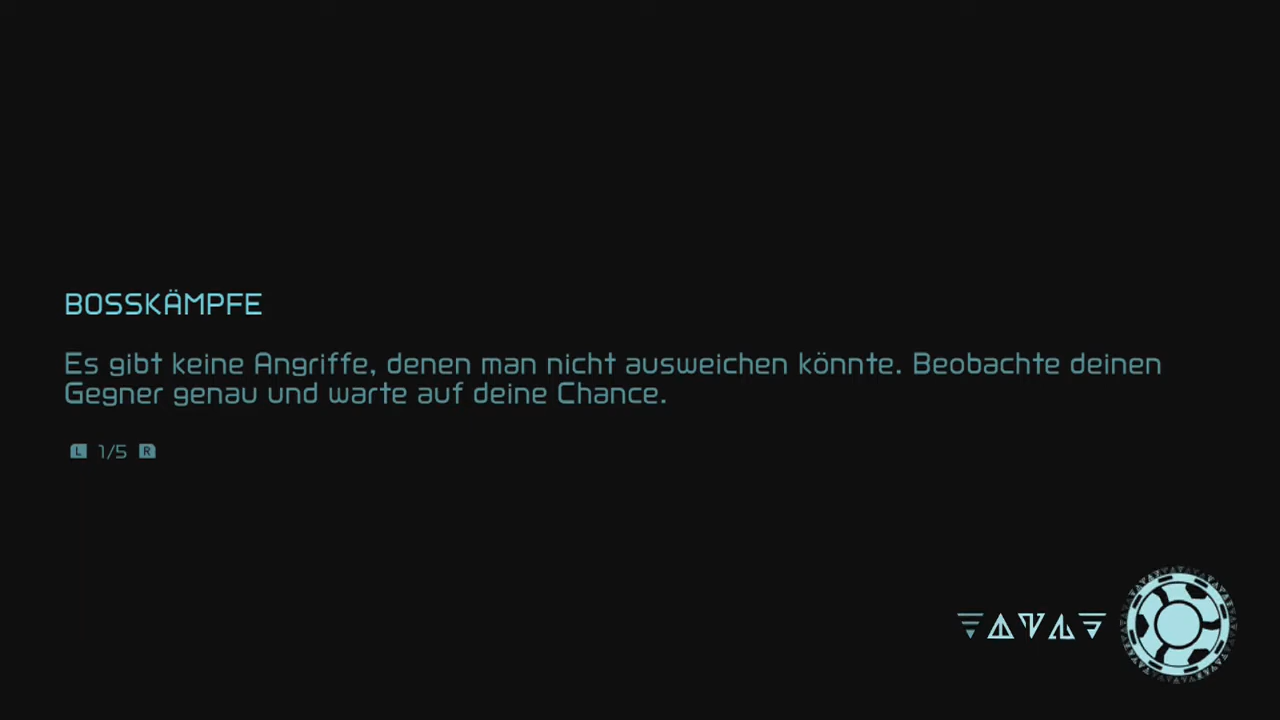 BOSSKÄMPFE
Es gibt keine Angriffe, denen man nicht ausweichen könnte. Beobachte deinen
Gegner genau und warte auf deine Chance.
L 1/5 R